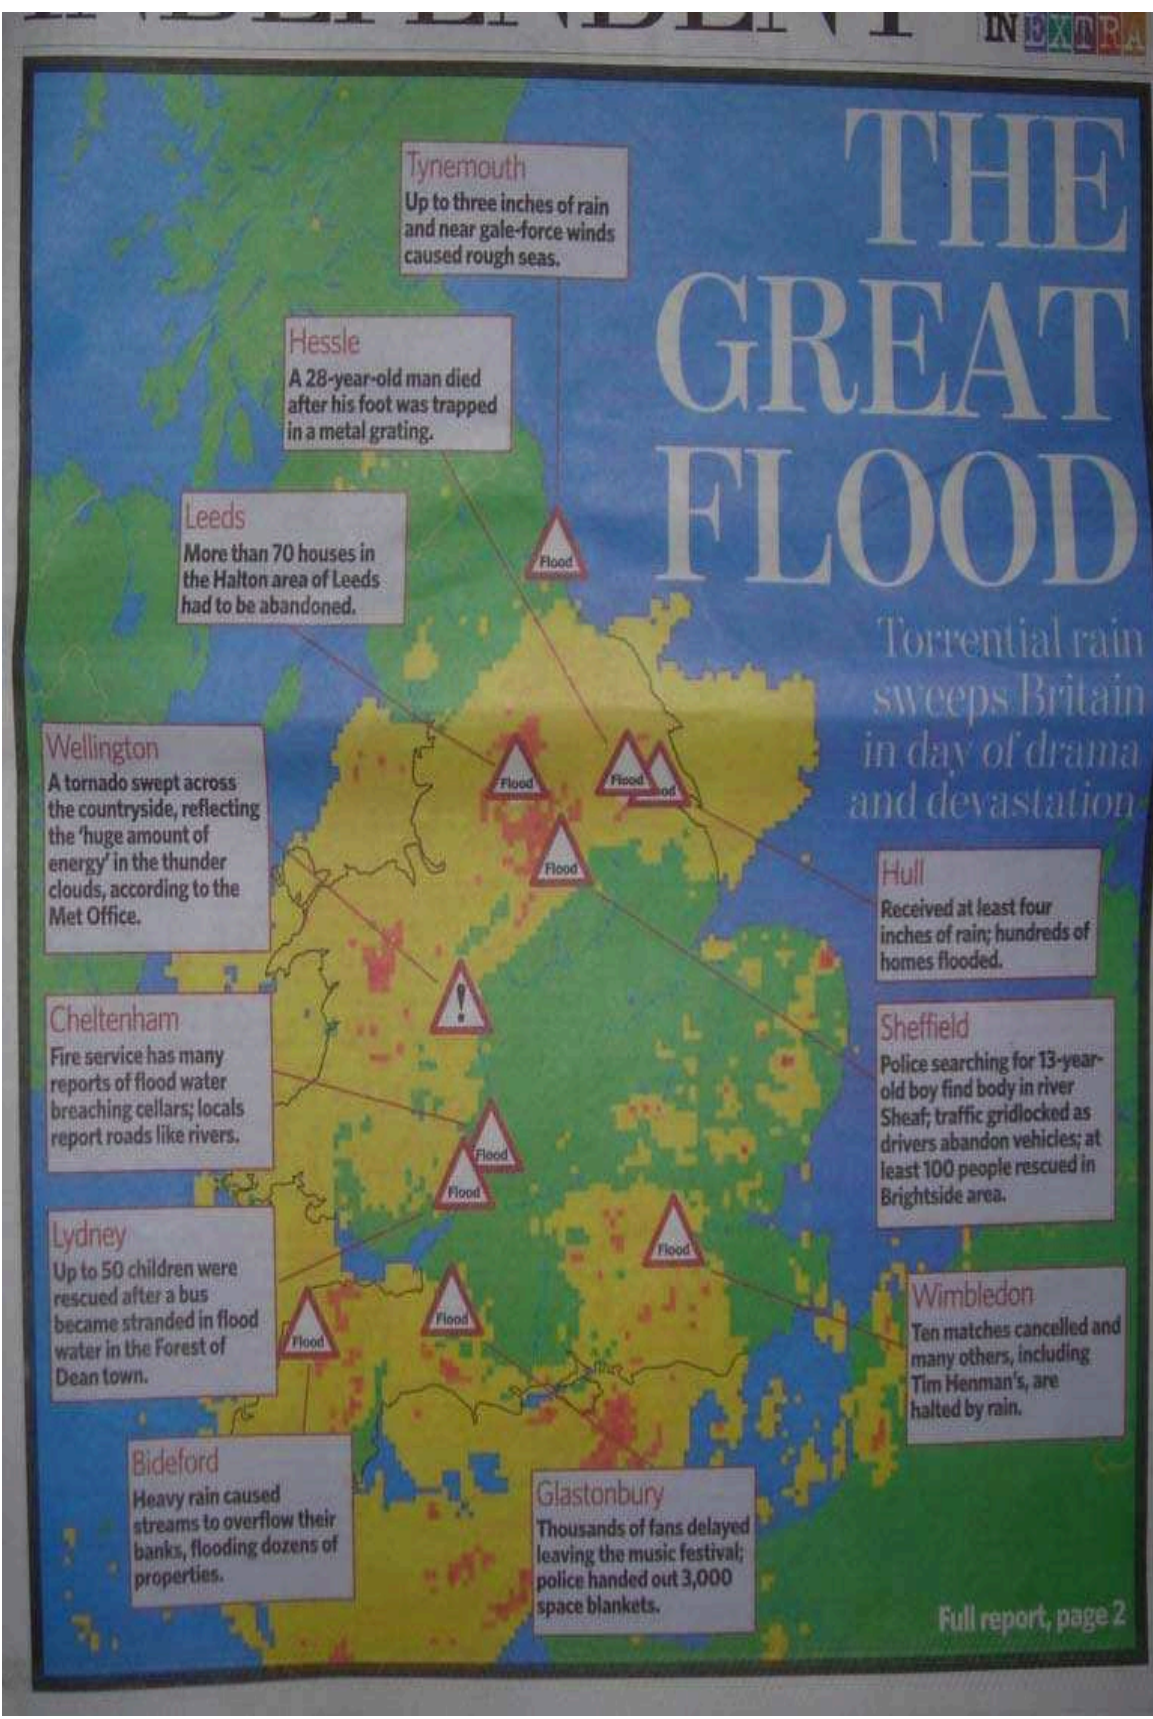 INDEPENDENT
IN EXTRA
THE
GREAT
FLOOD
Torrential rain
sweeps Britain
in day of drama
and devastation
Tynemouth
Up to three inches of rain
and near gale-force winds
caused rough seas.
Hessle
A 28-year-old man died
after his foot was trapped
in a metal grating.
Leeds
More than 70 houses in
the Halton area of Leeds
had to be abandoned.
Flood
Wellington
A tornado swept across
the countryside, reflecting
the 'huge amount of
energy' in the thunder
clouds, according to the
Met Office.
Flood
Flood
ood
Flood
Hull
Received at least four
inches of rain; hundreds of
homes flooded.
!
Cheltenham
Fire service has many
reports of flood water
breaching cellars; locals
report roads like rivers.
Sheffield
Police searching for 13-year-
old boy find body in river
Sheaf; traffic gridlocked as
drivers abandon vehicles; at
least 100 people rescued in
Brightside area.
Flood
Flood
Lydney
Up to 50 children were
rescued after a bus
became stranded in flood
water in the Forest of
Dean town.
Flood
Flood
Flood
Wimbledon
Ten matches cancelled and
many others, including
Tim Henman's, are
halted by rain.
Bideford
Heavy rain caused
streams to overflow their
banks, flooding dozens of
properties.
Glastonbury
Thousands of fans delayed
leaving the music festival;
police handed out 3,000
space blankets.
Full report, page 2